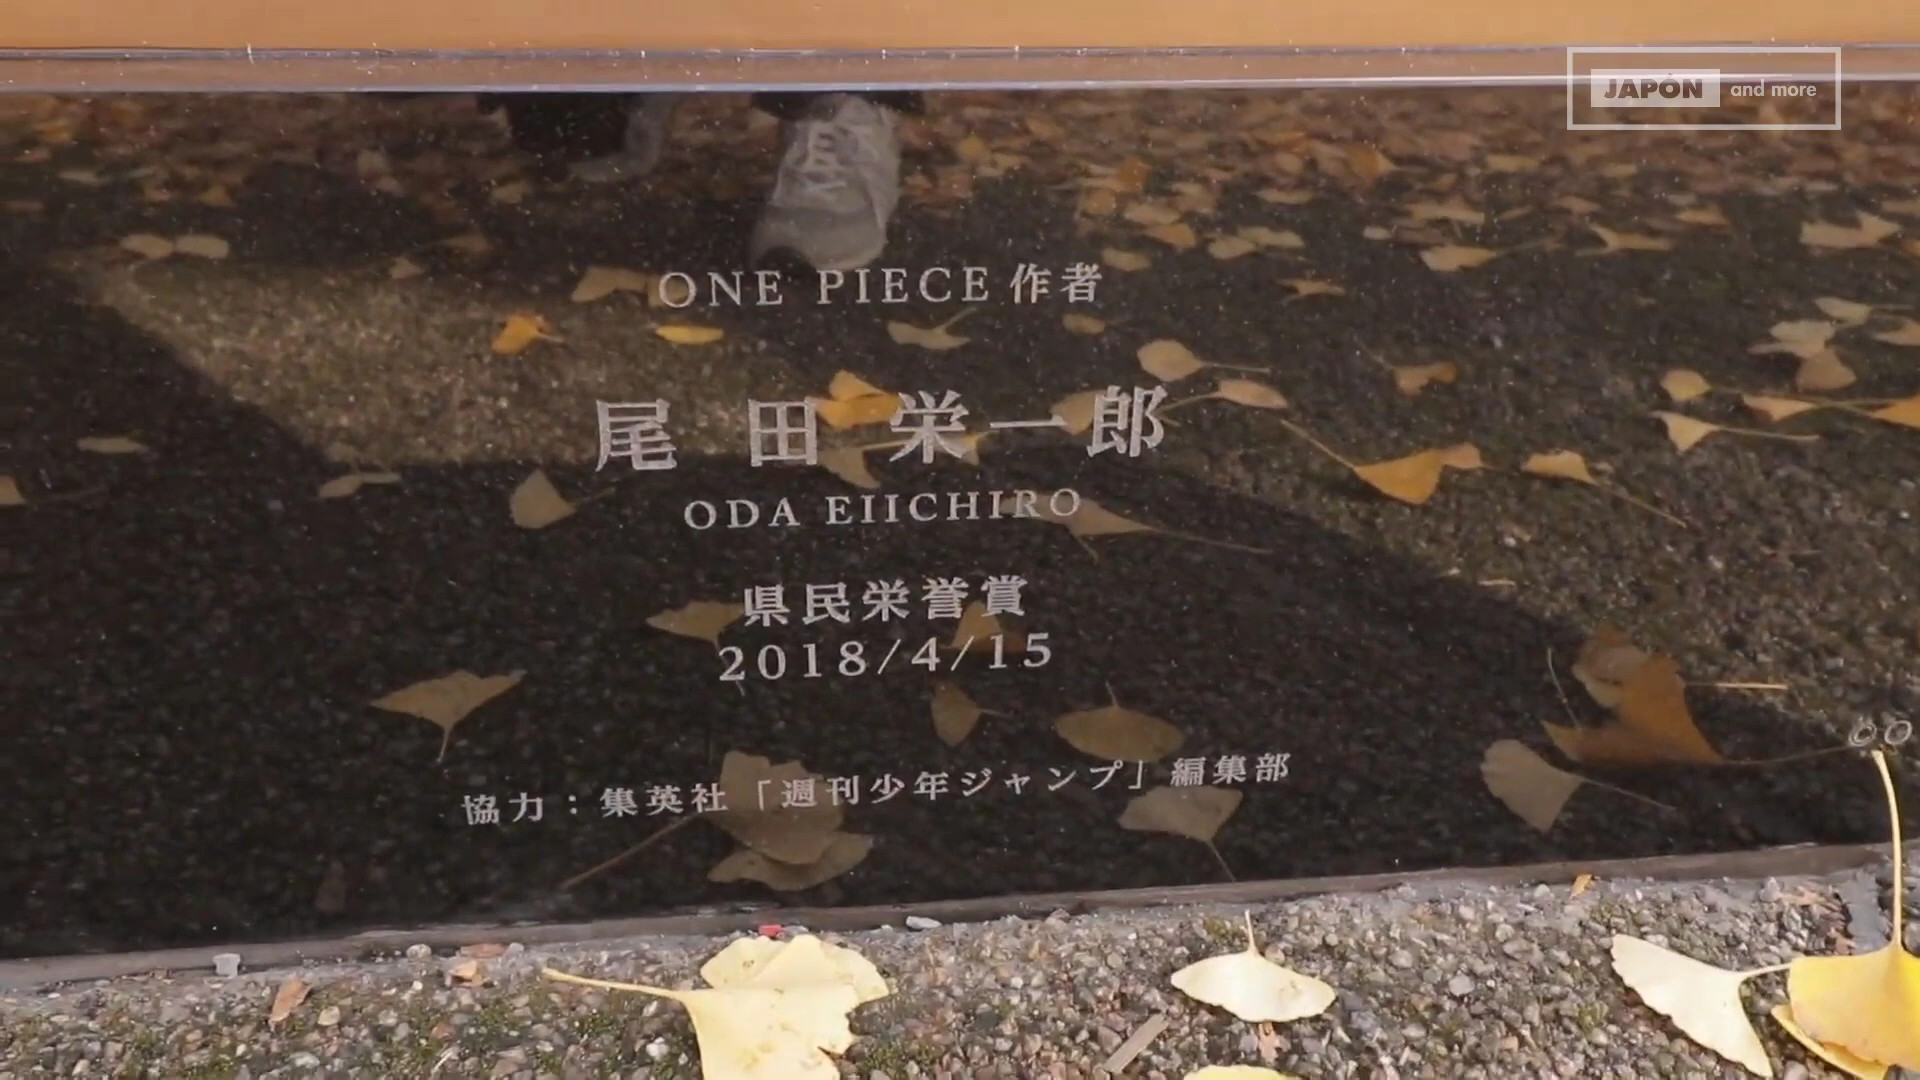 JAPÓN and more
ONE PIECE 作者
尾田 栄一郎
ODA EIICHIRO
県民栄誉賞
2018/4/15
協力：集英社「週刊少年ジャンプ」編集部